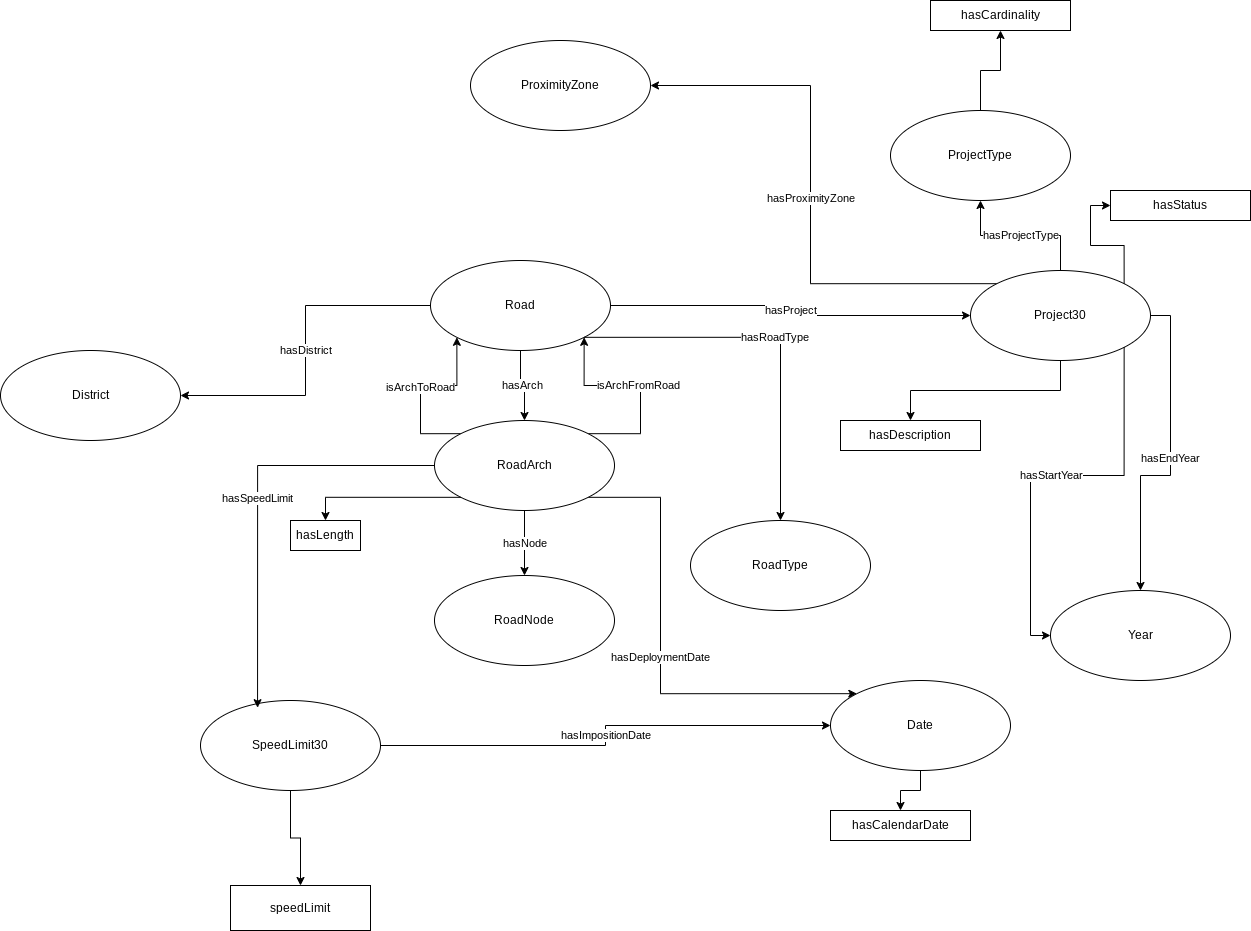 hasCardinality
ProximityZone
ProjectType
hasProximityZone
hasStatus
hasProjectType
Road
hasProject
Project30
hasRoadType
hasDistrict
isArchToRoad
hasArch
isArchFromRoad
District
hasDescription
RoadArch
hasEndYear
hasStartYear
hasSpeedLimit
hasLength
hasNode
RoadType
RoadNode
Year
hasDeploymentDate
Date
hasImpositionDate
SpeedLimit30
hasCalendarDate
speedLimit